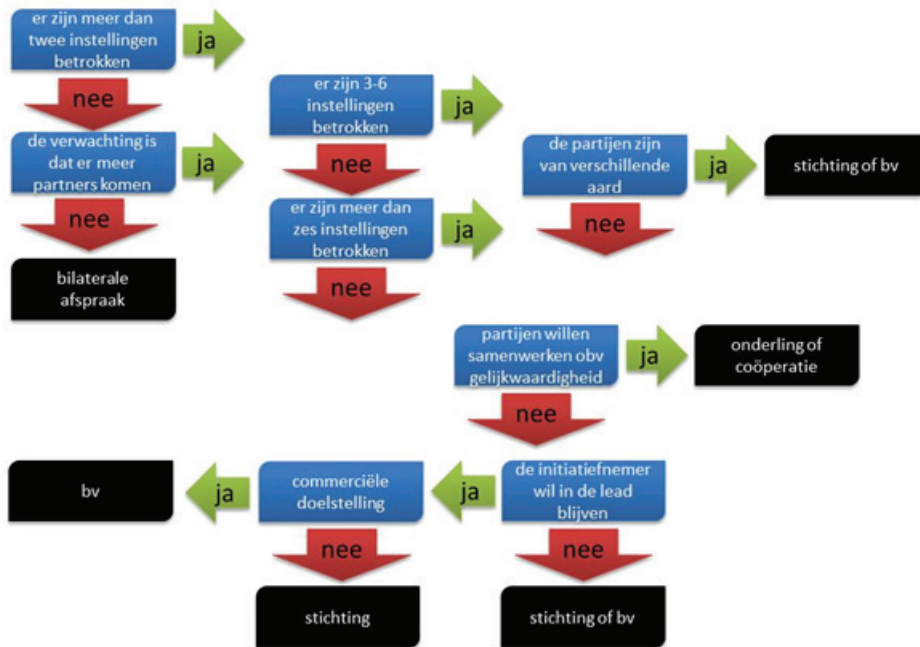 er zijn meer dan
twee instellingen
betrokken
ja
nee
er zijn 3-6
instellingen
betrokken
ja
nee
de verwachting is
dat er meer
partners komen
ja
nee
de partijen zijn
van verschillende
aard
ja
nee
stichting of bv
er zijn meer dan
zes instellingen
betrokken
ja
nee
bilaterale
afspraak
partijen willen
samenwerken obv
gelijkwaardigheid
ja
nee
onderling of
coöperatie
de initiatiefnemer
wil in de lead
blijven
ja
nee
commerciële
doelstelling
ja
nee
bv
stichting
stichting of bv